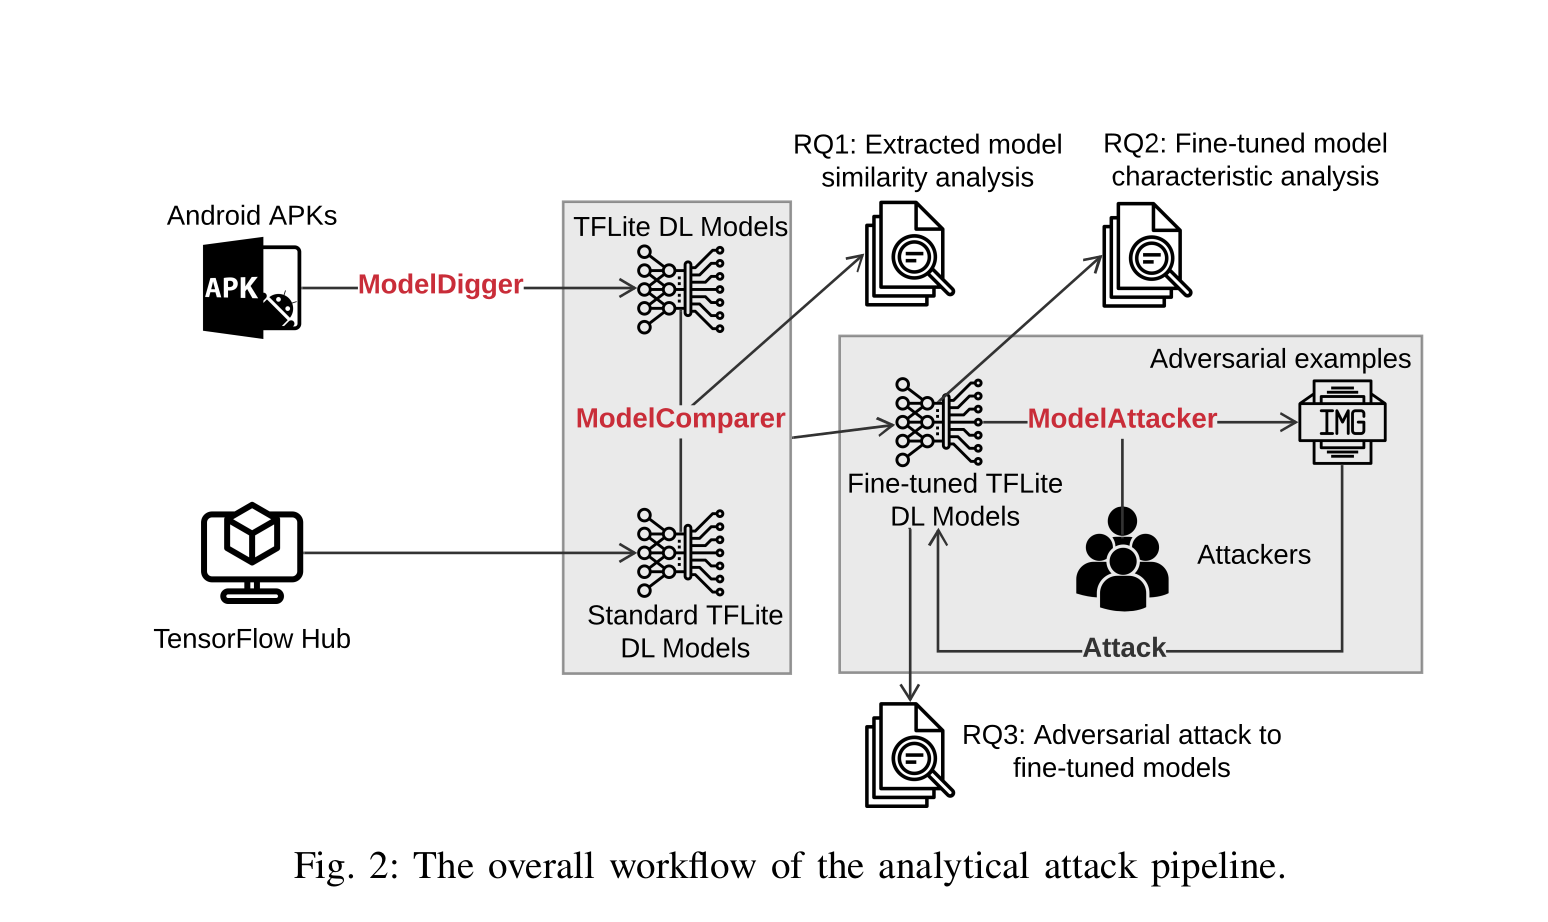 RQ1: Extracted model
similarity analysis
RQ2: Fine-tuned model
characteristic analysis
Android APKs
APK
ModelDigger
TFLite DL Models
ModelComparer
TensorFlow Hub
Standard TFLite
DL Models
Adversarial examples
ModelAttacker
IMG
Fine-tuned TFLite
DL Models
Attackers
Attack
RQ3: Adversarial attack to
fine-tuned models
Fig. 2: The overall workflow of the analytical attack pipeline.